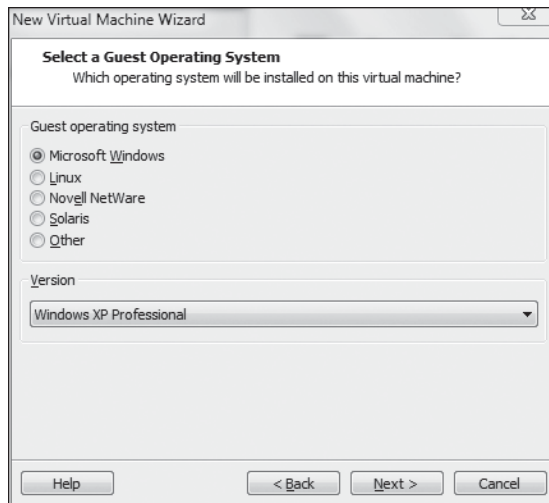 New Virtual Machine Wizard
Select a Guest Operating System
Which operating system will be installed on this virtual machine?
Guest operating system
Microsoft Windows
Linux
Novell NetWare
Solaris
Other
Version
Windows XP Professional
Help
< Back
Next >
Cancel